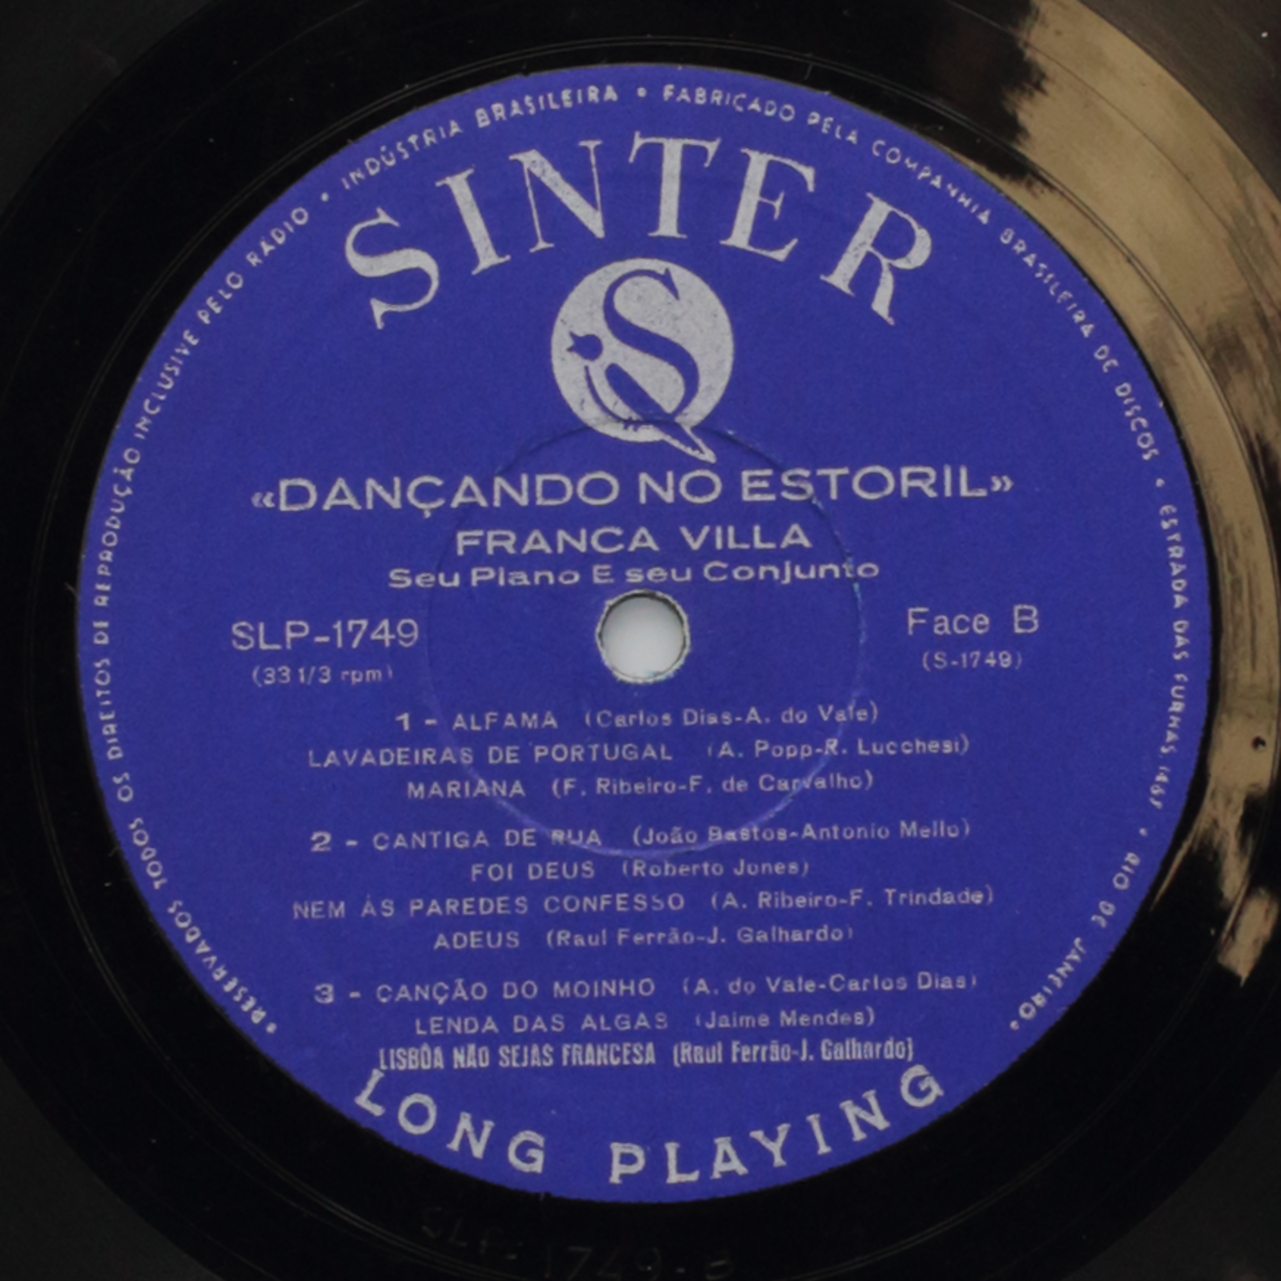 RESERVADOS TODOS OS DIREITOS DE REPRODUÇÃO INCLUSIVE PELO RÁDIO • INDÚSTRIA BRASILEIRA • FABRICADO PELA COMPANHIA BRASILEIRA DE DISCOS • ESTRADA DAS FURNAS 1467 • RIO DE JANEIRO •
SINTER
S
«DANÇANDO NO ESTORIL»
FRANCA VILLA
Seu Piano E seu Conjunto
SLP-1749
Face B
(33 1/3 rpm)
(S-1749)
1 - ALFAMA (Carlos Dias-A. do Vale)
LAVADEIRAS DE PORTUGAL (A. Popp-R. Lucchesi)
MARIANA (F. Ribeiro-F. de Carvalho)
2 - CANTIGA DE RUA (João Bastos-Antonio Mello)
FOI DEUS (Roberto Jones)
NEM ÀS PAREDES CONFESSO (A. Ribeiro-F. Trindade)
ADEUS (Raul Ferrão-J. Galhardo)
3 - CANÇÃO DO MOINHO (A. do Vale-Carlos Dias)
LENDA DAS ALGAS (Jaime Mendes)
LISBÔA NÃO SEJAS FRANCESA (Raul Ferrão-J. Galhardo)
LONG PLAYING
SLP-1749-B